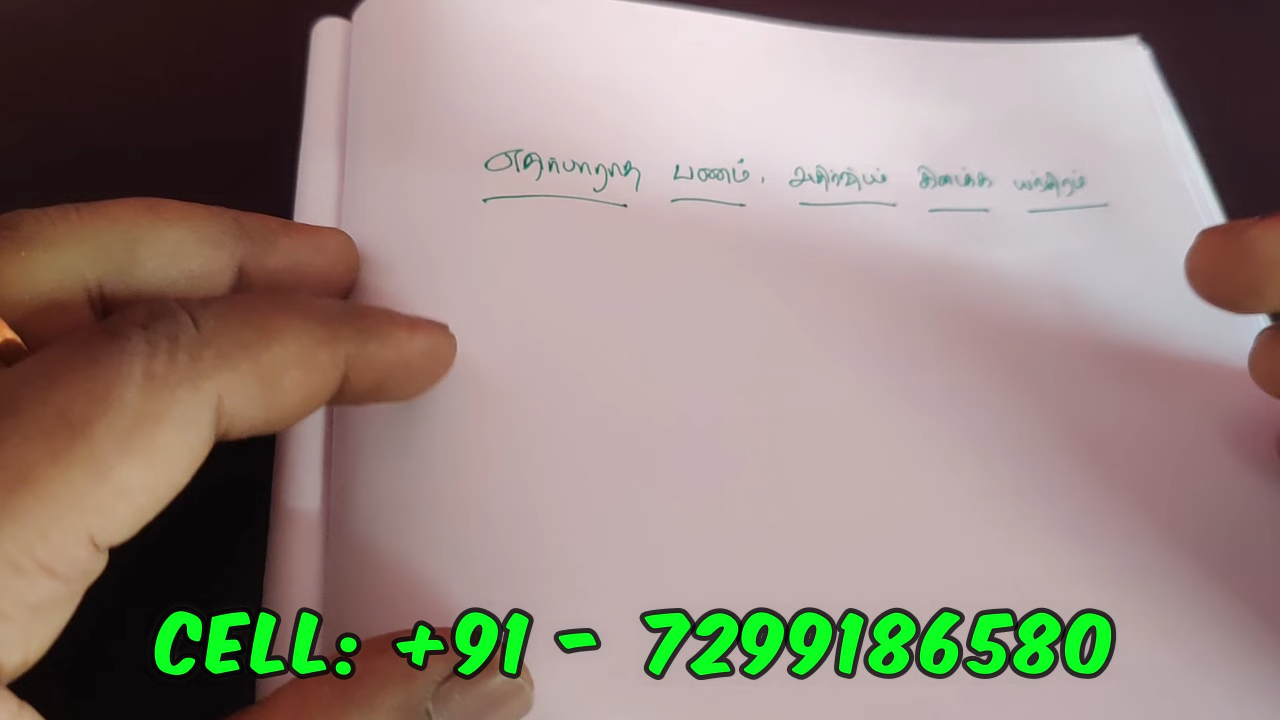 எதிர்பாராத பணம், அதிர்ஷ்டம் கிடைக்க யந்திரம்
CELL: +91 - 7299186580